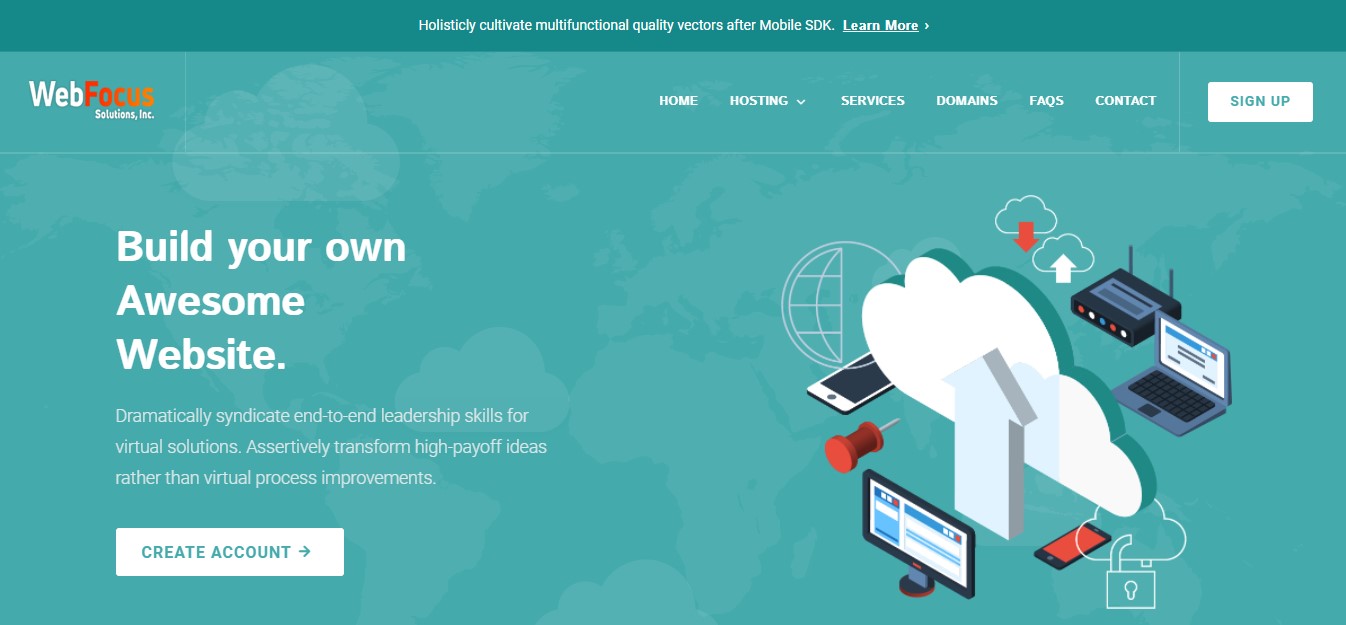 Holisticly cultivate multifunctional quality vectors after Mobile SDK. Learn More ›
WebFocus
Solutions, Inc.
HOME HOSTING SERVICES DOMAINS FAQS CONTACT SIGN UP
Build your own
Awesome
Website.
Dramatically syndicate end-to-end leadership skills for
virtual solutions. Assertively transform high-payoff ideas
rather than virtual process improvements.
CREATE ACCOUNT →